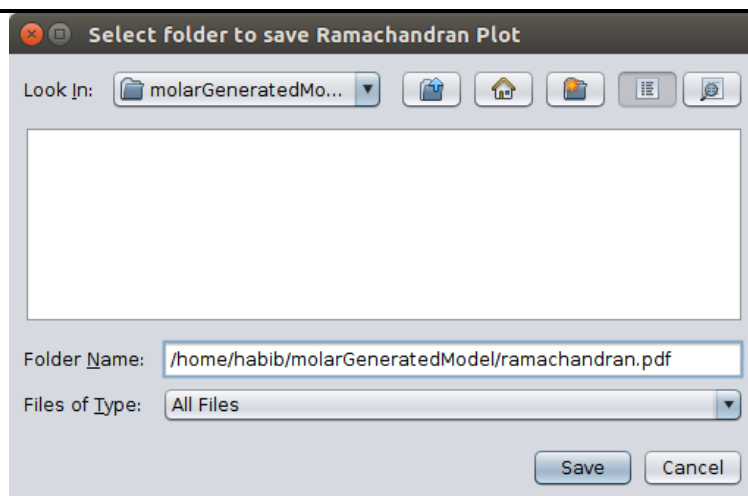 Select folder to save Ramachandran Plot
Look In: molarGeneratedMo...
Folder Name: /home/habib/molarGeneratedModel/ramachandran.pdf
Files of Type: All Files
Save Cancel